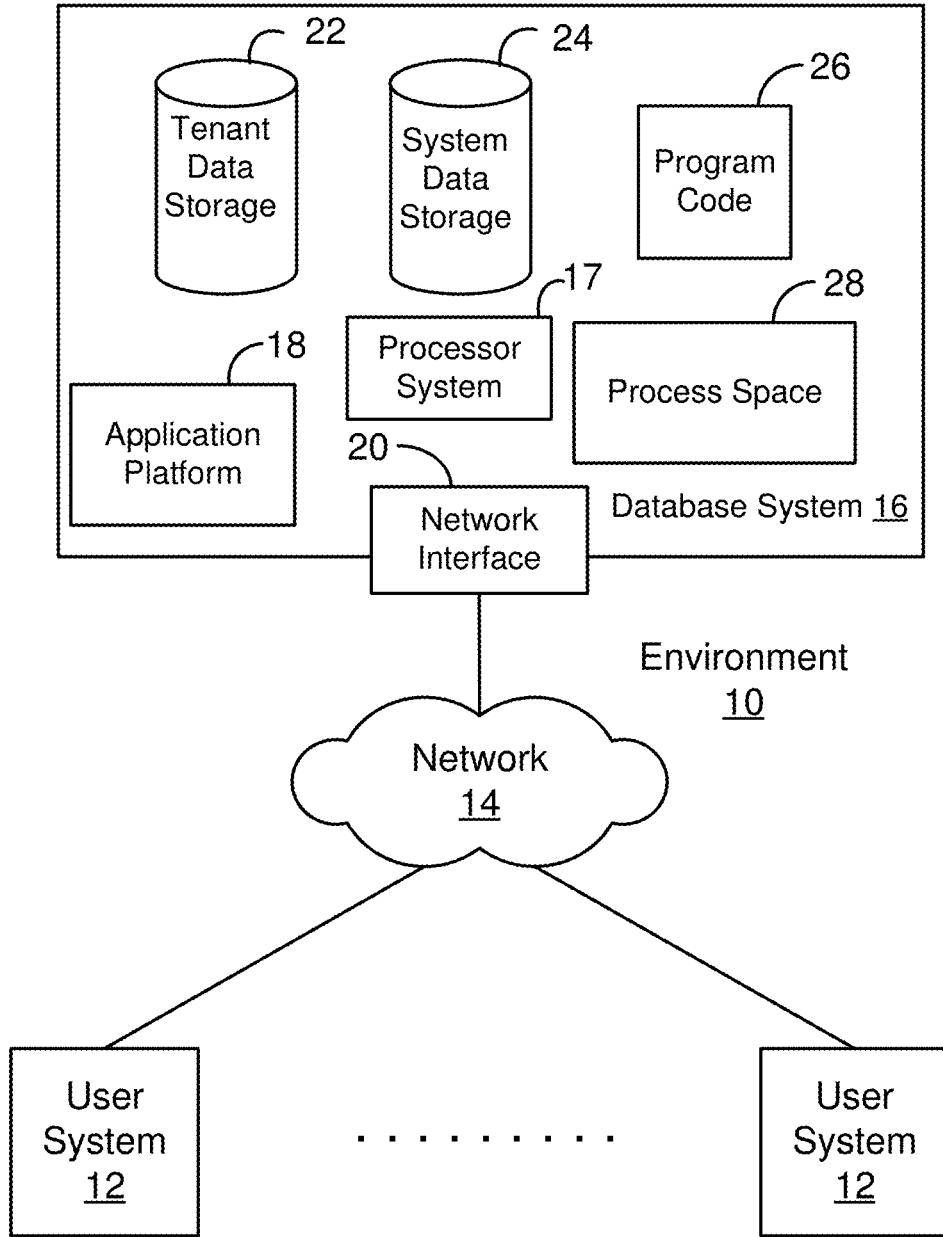 22
24
26
Tenant
Data
Storage
System
Data
Storage
Program
Code
17
28
18
Processor
System
Process Space
Application
Platform
20
Network
Interface
Database System 16
Environment
10
Network
14
User
System
12
. . . . . . . . .
User
System
12